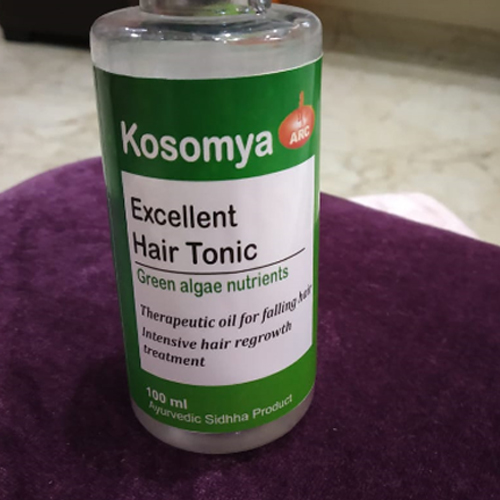 Kosomya
ARC
Excellent
Hair Tonic
Green algae nutrients
Therapeutic oil for falling hair
Intensive hair regrowth
treatment
100 ml
Ayurvedic Sidhha Product